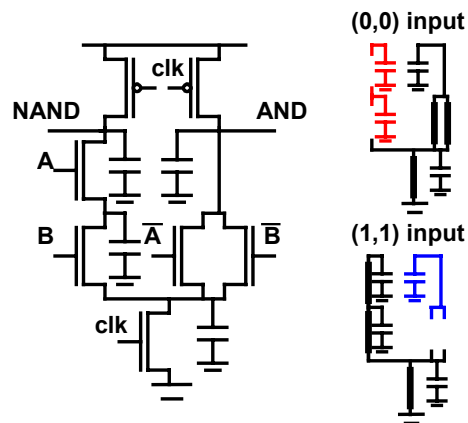 (0,0) input
clk
NAND
AND
A
B
A̅
B̅
(1,1) input
clk